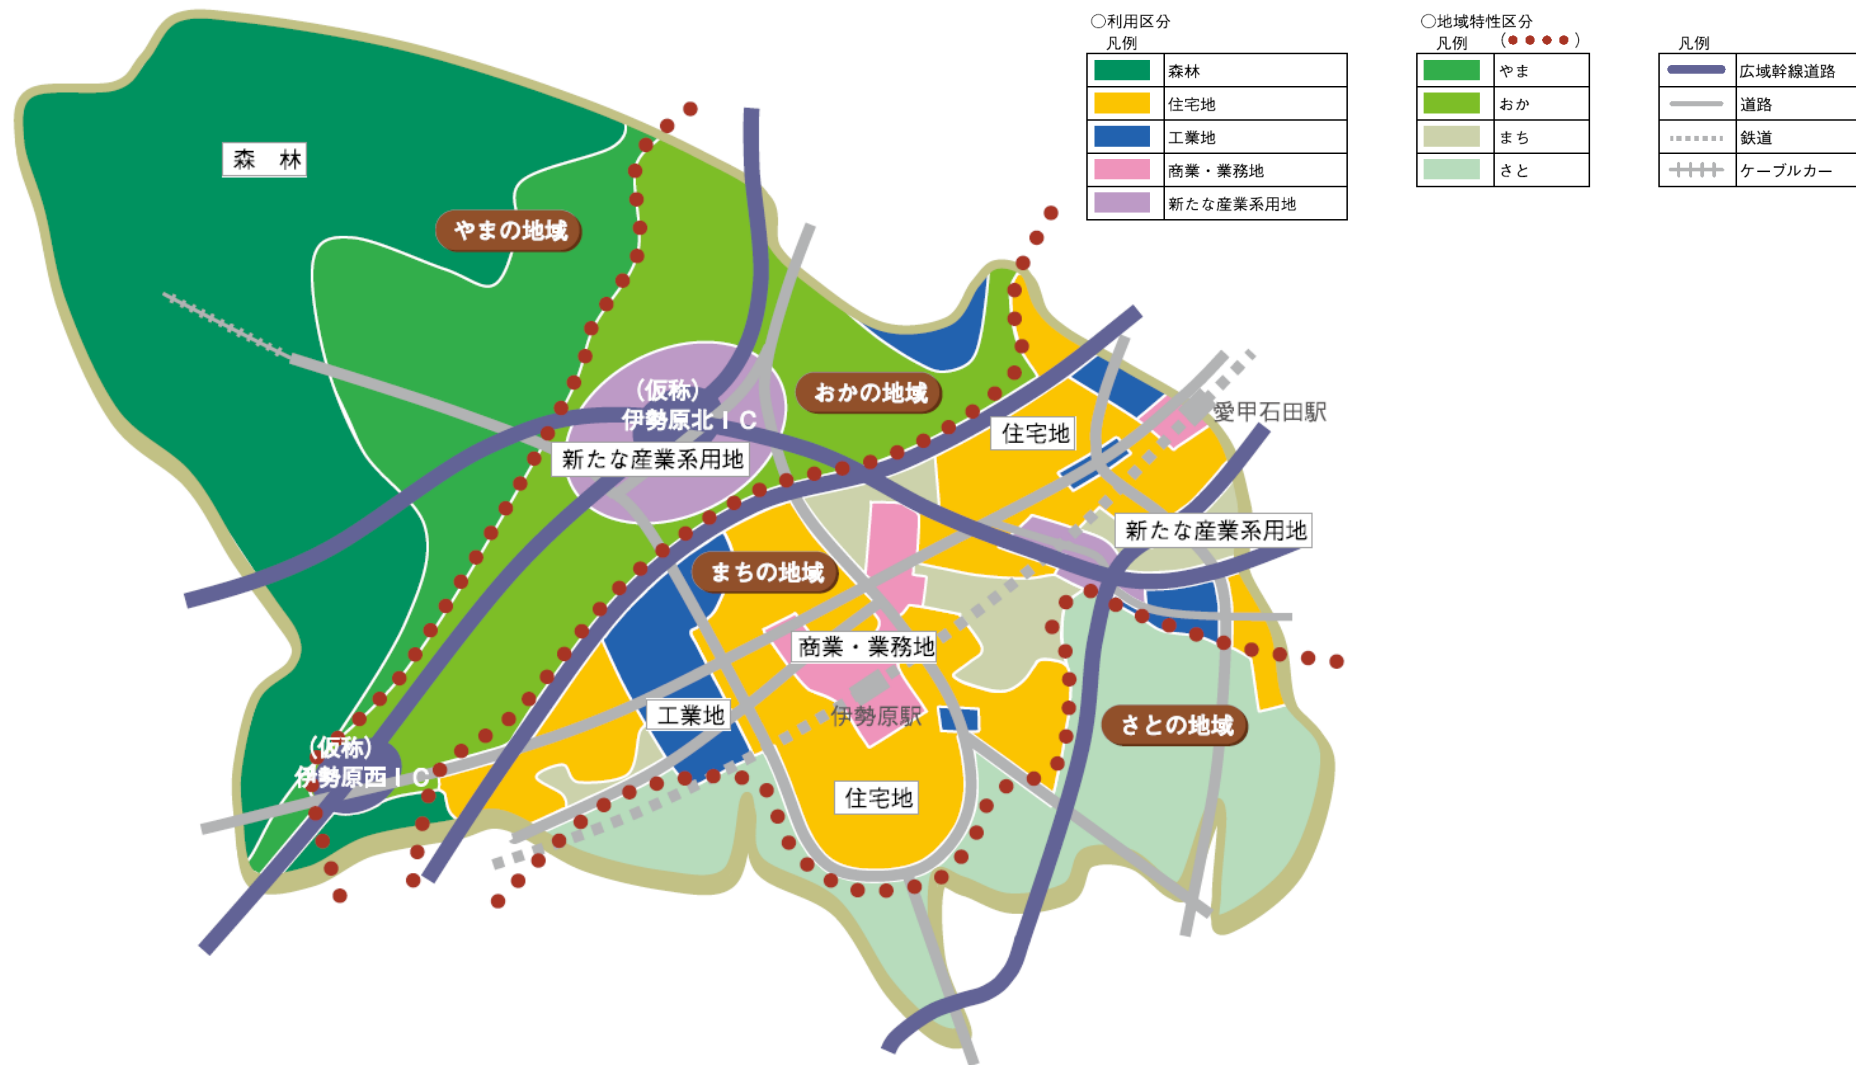 ○利用区分
凡例
森林
住宅地
工業地
商業・業務地
新たな産業系用地
○地域特性区分
凡例 (●●●●)
やま
おか
まち
さと
凡例
広域幹線道路
道路
鉄道
ケーブルカー
森　林
やまの地域
(仮称)
伊勢原北ＩＣ
おかの地域
愛甲石田駅
住宅地
新たな産業系用地
新たな産業系用地
まちの地域
商業・業務地
工業地
伊勢原駅
さとの地域
(仮称)
伊勢原西ＩＣ
住宅地